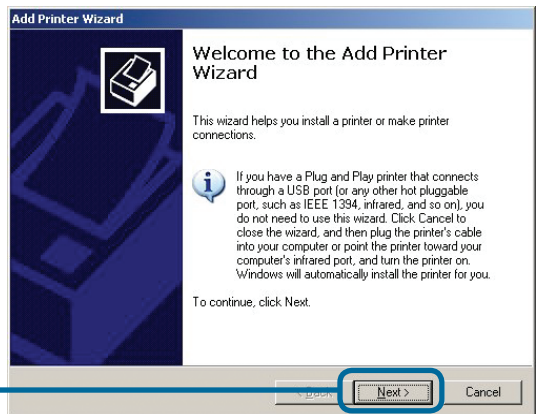 Add Printer Wizard
Welcome to the Add Printer
Wizard
This wizard helps you install a printer or make printer
connections.
If you have a Plug and Play printer that connects
through a USB port (or any other hot pluggable
port, such as IEEE 1394, infrared, and so on), you
do not need to use this wizard. Click Cancel to
close the wizard, and then plug the printer's cable
into your computer or point the printer toward your
computer's infrared port, and turn the printer on.
Windows will automatically install the printer for you.
To continue, click Next.
< Back
Next >
Cancel